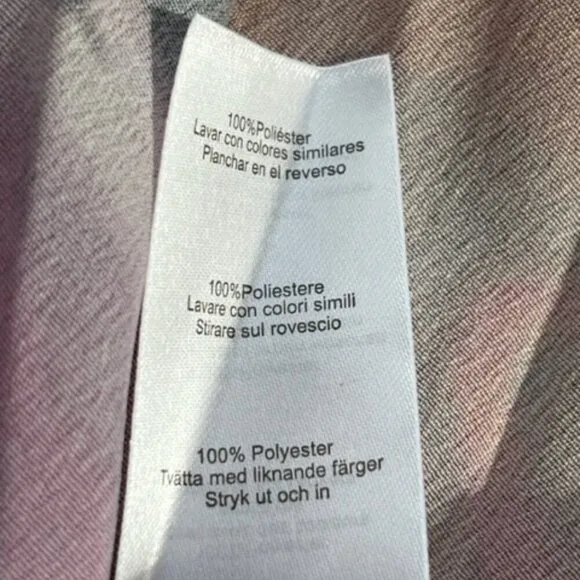 100%Poliéster
Lavar con colores similares
Planchar en el reverso
100%Poliestere
Lavare con colori simili
Stirare sul rovescio
100% Polyester
Tvätta med liknande färger
Stryk ut och in